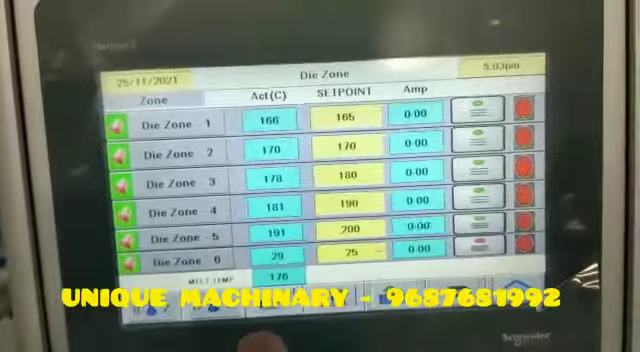 25/11/2021 Die Zone 5:03pm
Zone Act(C) SETPOINT Amp
Die Zone - 1 166 165 0.00
Die Zone 2 170 170 0.00
Die Zone 3 178 180 0.00
Die Zone - 4 181 190 0.00
Die Zone - 5 191 200 0.00
Die Zone 6 29 25 0.00
MELT TEMP 176
UNIQUE MACHINARY - 9687681992
Schneider